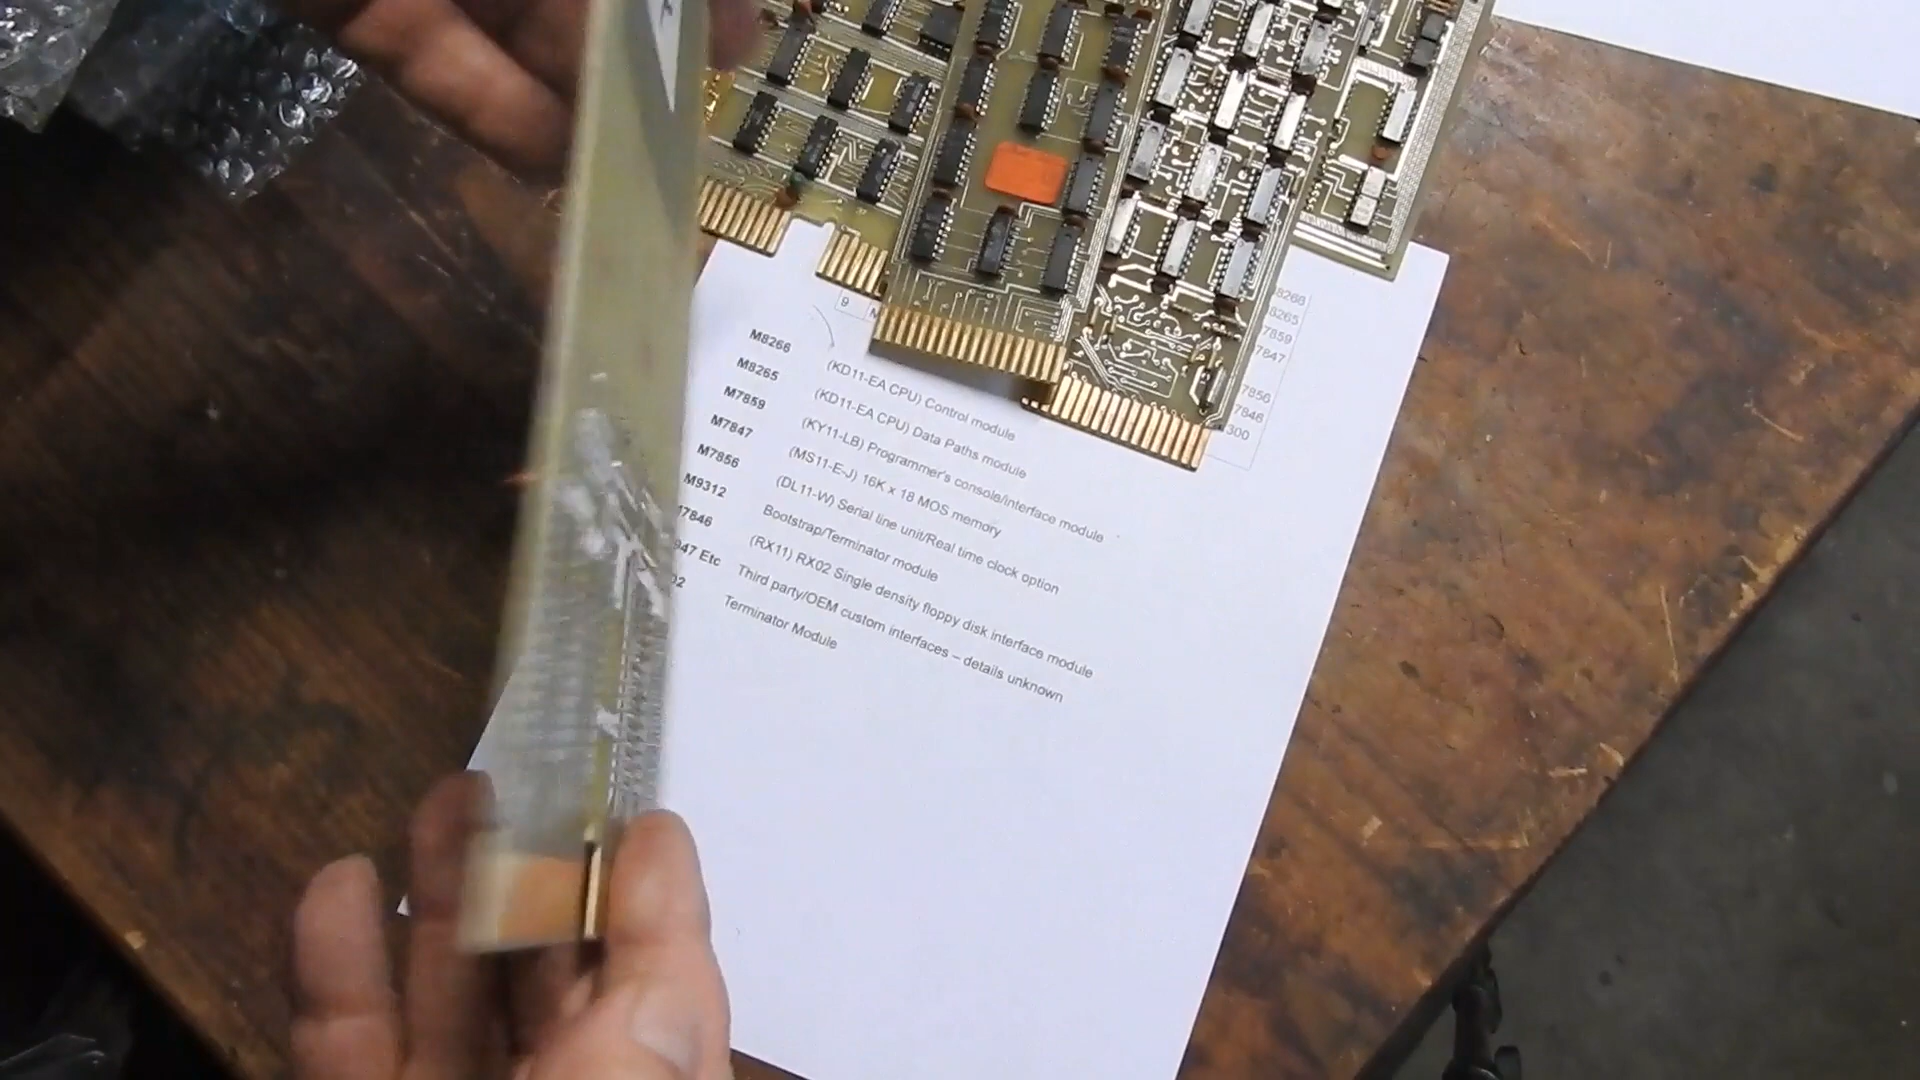 8266
8265
7859
7847
7856
7846
300
9 M
M8266 (KD11-EA CPU) Control module
M8265 (KD11-EA CPU) Data Paths module
M7859 (KY11-LB) Programmer's console/interface module
M7847 (MS11-E-J) 16K x 18 MOS memory
M7856 (DL11-W) Serial line unit/Real time clock option
M9312 Bootstrap/Terminator module
7846 (RX11) RX02 Single density floppy disk interface module
947 Etc Third party/OEM custom interfaces – details unknown
02 Terminator Module